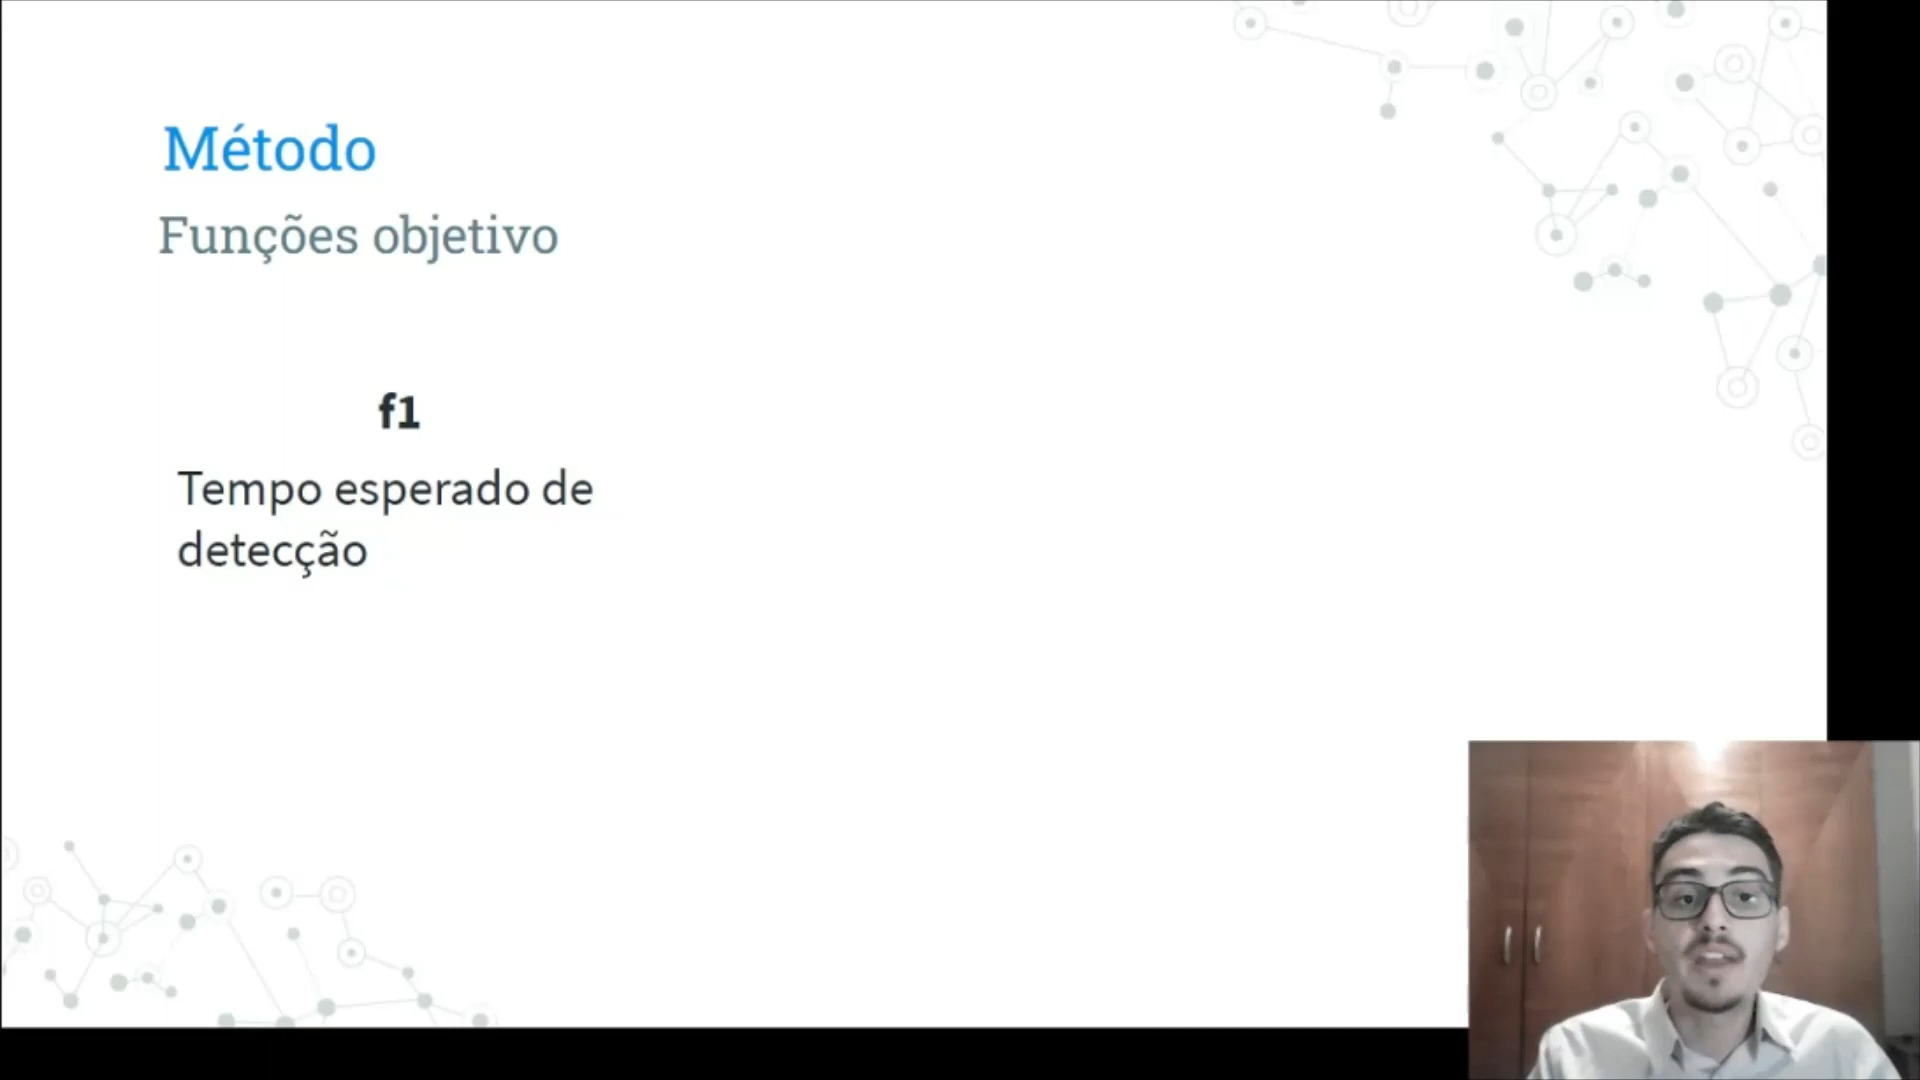 Método
Funções objetivo
f1
Tempo esperado de
detecção